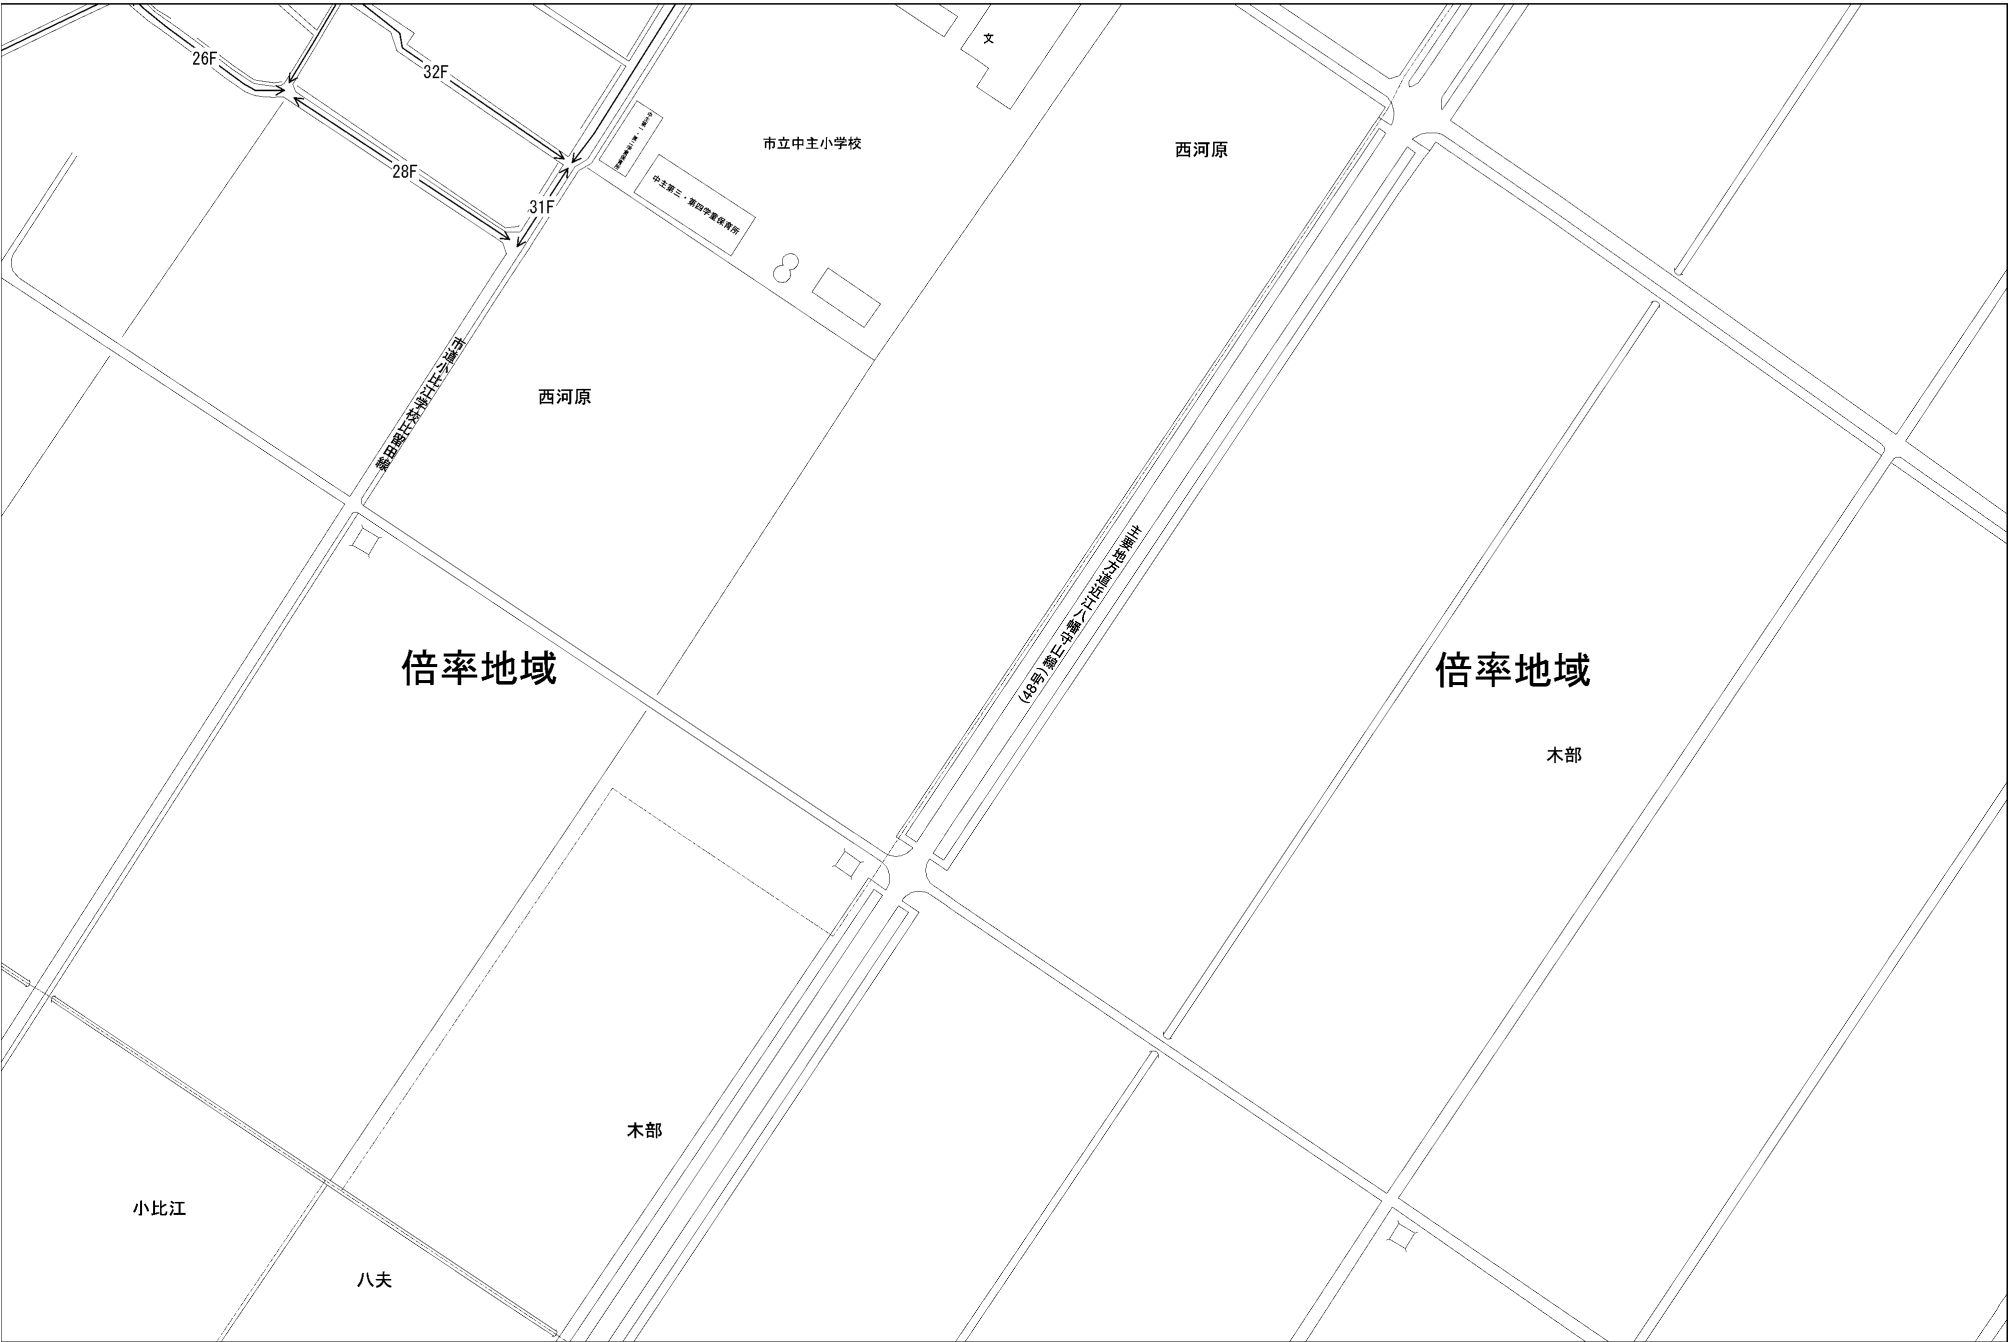 26F
32F
文
市立中主小学校
西河原
28F
中主第三・第四学童保育所
31F
市道小比江学校比留田線
西河原
主要地方道近江八幡守山線
(48号)
倍率地域
倍率地域
木部
木部
小比江
八夫